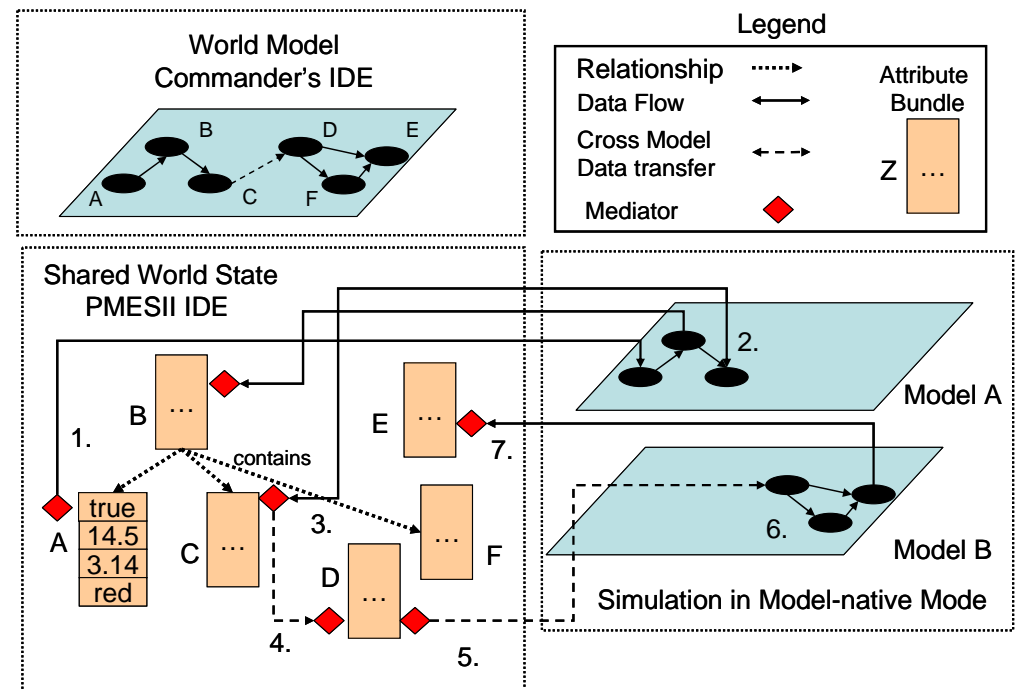 World Model
Commander's IDE
A
B
C
D
E
F
Legend
Relationship
Data Flow
Cross Model
Data transfer
Mediator
Attribute
Bundle
Z
...
Shared World State
PMESII IDE
1.
B
...
contains
A
true
14.5
3.14
red
C
...
3.
E
...
7.
F
...
D
...
4.
5.
2.
Model A
6.
Model B
Simulation in Model-native Mode